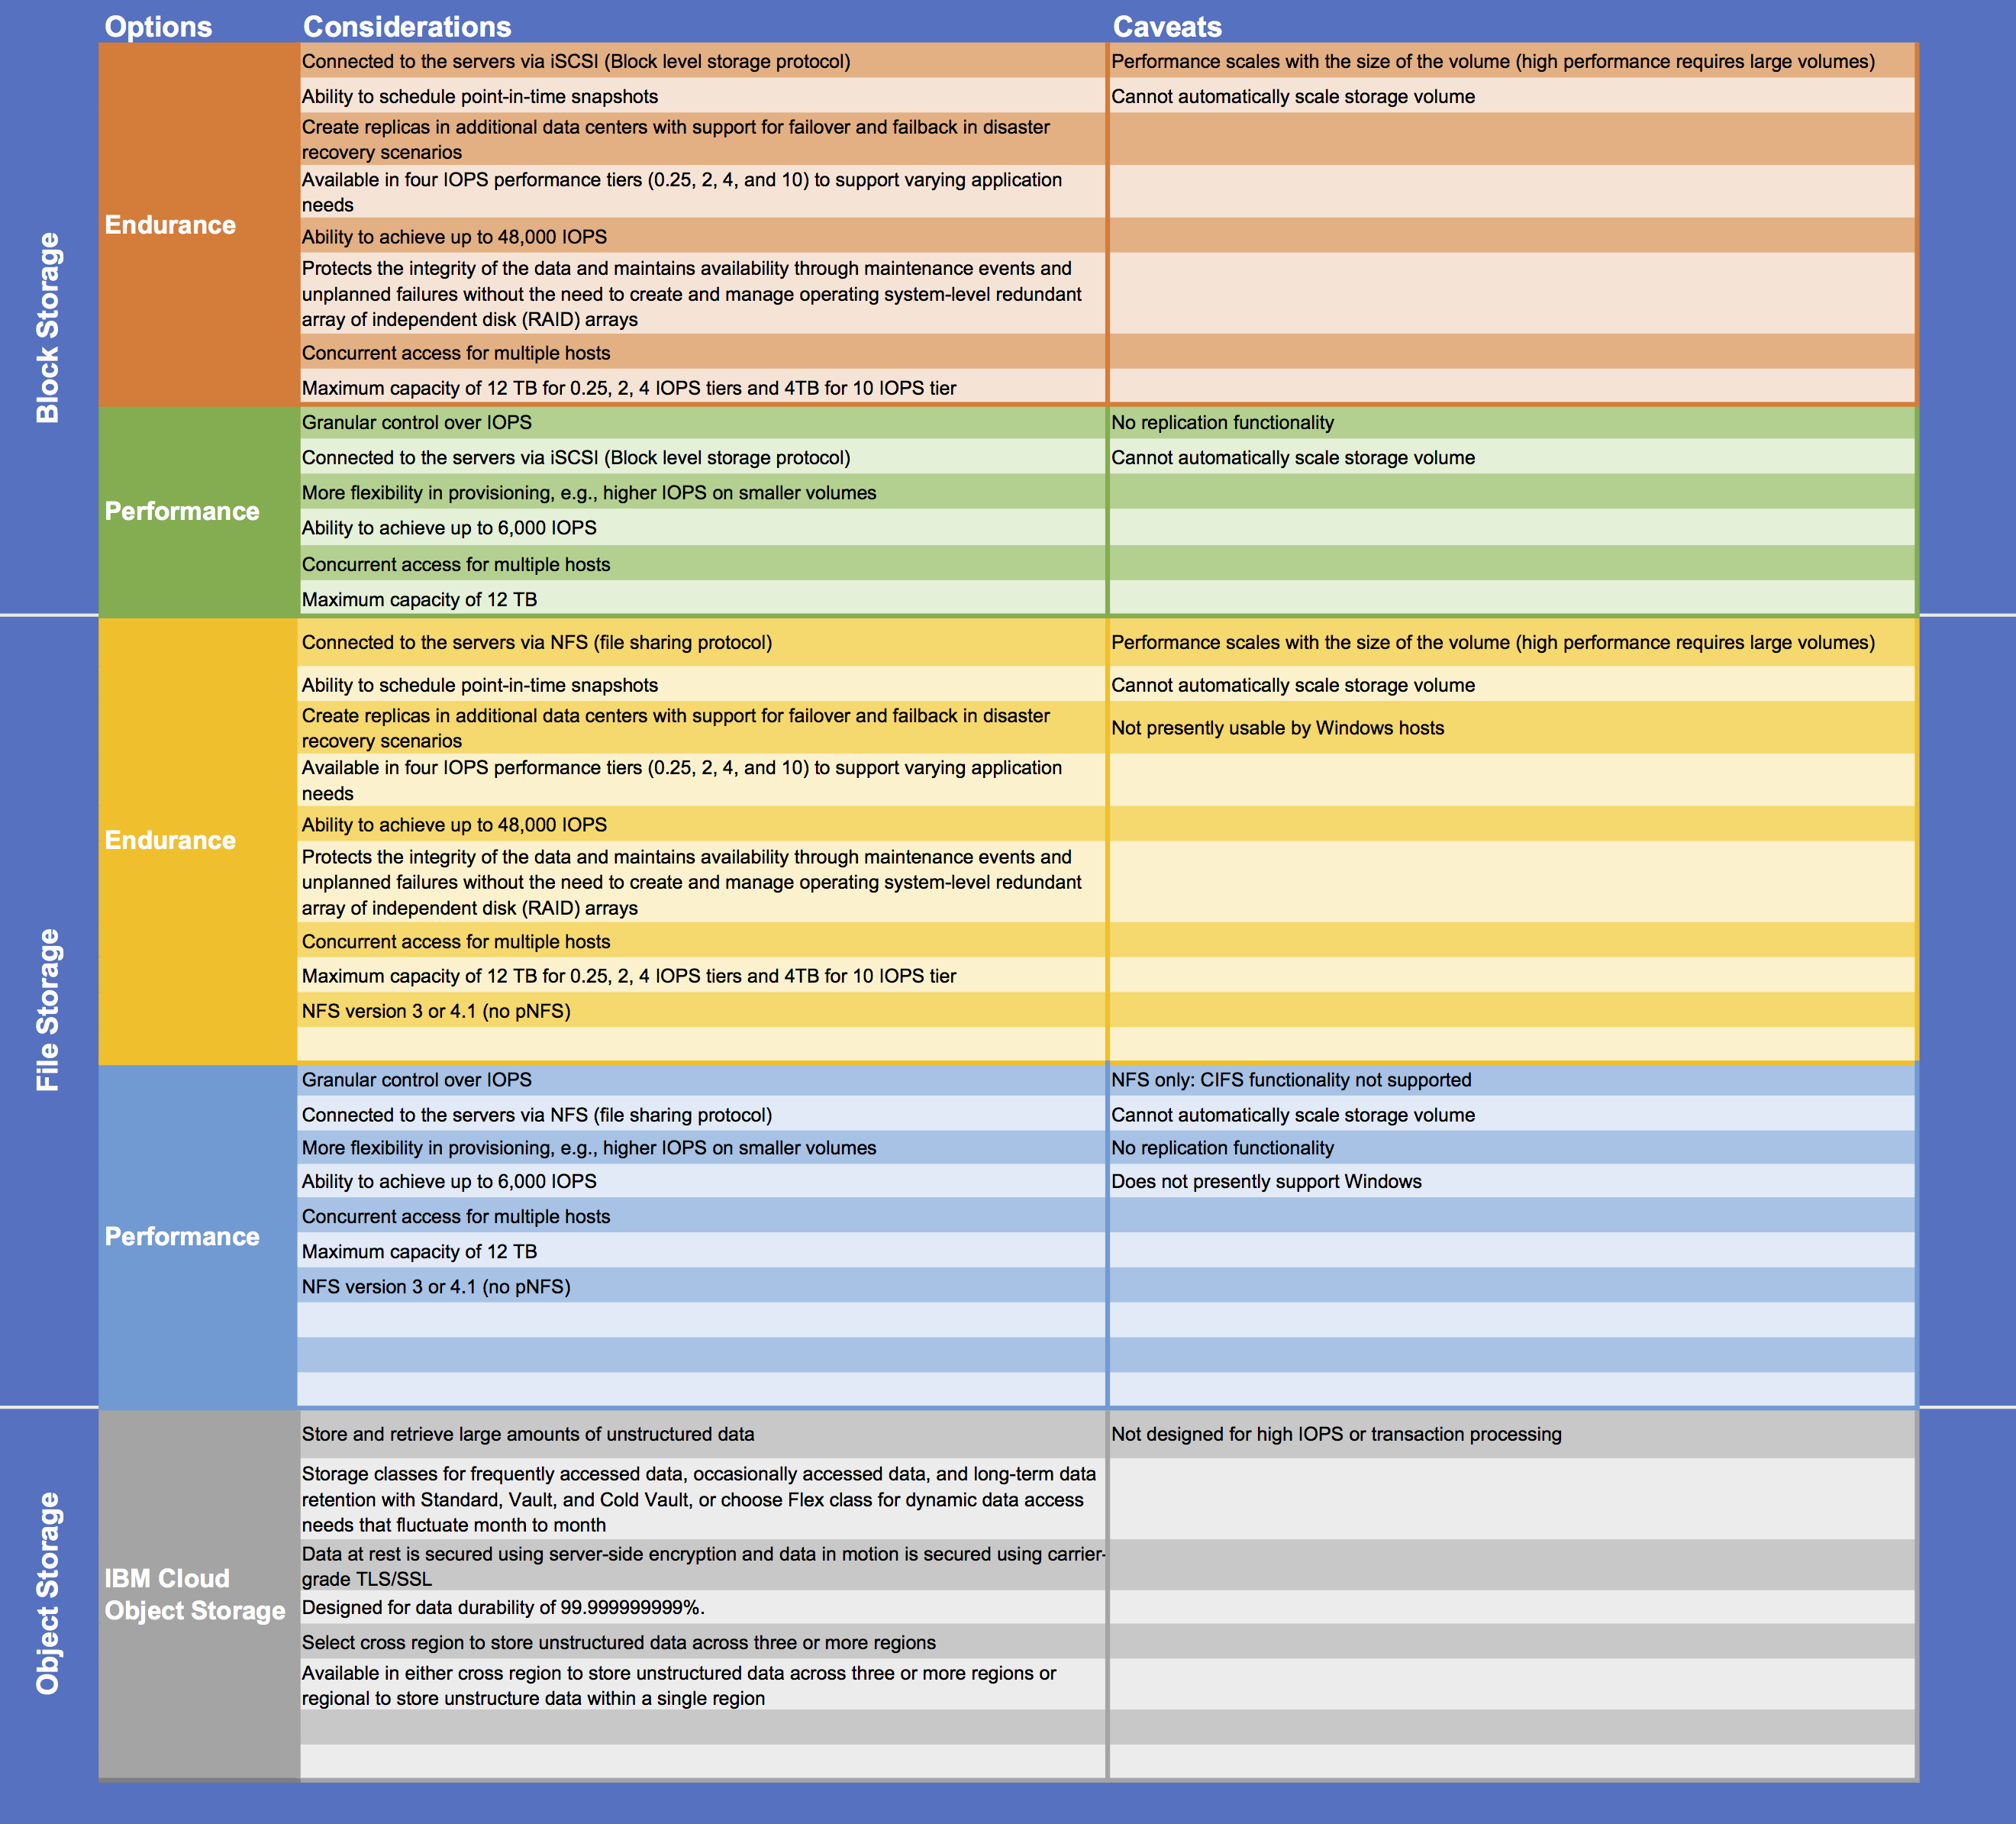 Options
Considerations
Caveats
Block Storage
Endurance
Connected to the servers via iSCSI (Block level storage protocol)
Performance scales with the size of the volume (high performance requires large volumes)
Ability to schedule point-in-time snapshots
Cannot automatically scale storage volume
Create replicas in additional data centers with support for failover and failback in disaster
recovery scenarios
Available in four IOPS performance tiers (0.25, 2, 4, and 10) to support varying application
needs
Ability to achieve up to 48,000 IOPS
Protects the integrity of the data and maintains availability through maintenance events and
unplanned failures without the need to create and manage operating system-level redundant
array of independent disk (RAID) arrays
Concurrent access for multiple hosts
Maximum capacity of 12 TB for 0.25, 2, 4 IOPS tiers and 4TB for 10 IOPS tier
Performance
Granular control over IOPS
No replication functionality
Connected to the servers via iSCSI (Block level storage protocol)
Cannot automatically scale storage volume
More flexibility in provisioning, e.g., higher IOPS on smaller volumes
Ability to achieve up to 6,000 IOPS
Concurrent access for multiple hosts
Maximum capacity of 12 TB
File Storage
Endurance
Connected to the servers via NFS (file sharing protocol)
Performance scales with the size of the volume (high performance requires large volumes)
Ability to schedule point-in-time snapshots
Cannot automatically scale storage volume
Create replicas in additional data centers with support for failover and failback in disaster
recovery scenarios
Not presently usable by Windows hosts
Available in four IOPS performance tiers (0.25, 2, 4, and 10) to support varying application
needs
Ability to achieve up to 48,000 IOPS
Protects the integrity of the data and maintains availability through maintenance events and
unplanned failures without the need to create and manage operating system-level redundant
array of independent disk (RAID) arrays
Concurrent access for multiple hosts
Maximum capacity of 12 TB for 0.25, 2, 4 IOPS tiers and 4TB for 10 IOPS tier
NFS version 3 or 4.1 (no pNFS)
Performance
Granular control over IOPS
NFS only: CIFS functionality not supported
Connected to the servers via NFS (file sharing protocol)
Cannot automatically scale storage volume
More flexibility in provisioning, e.g., higher IOPS on smaller volumes
No replication functionality
Ability to achieve up to 6,000 IOPS
Does not presently support Windows
Concurrent access for multiple hosts
Maximum capacity of 12 TB
NFS version 3 or 4.1 (no pNFS)
Object Storage
IBM Cloud
Object Storage
Store and retrieve large amounts of unstructured data
Not designed for high IOPS or transaction processing
Storage classes for frequently accessed data, occasionally accessed data, and long-term data
retention with Standard, Vault, and Cold Vault, or choose Flex class for dynamic data access
needs that fluctuate month to month
Data at rest is secured using server-side encryption and data in motion is secured using carrier-
grade TLS/SSL
Designed for data durability of 99.999999999%.
Select cross region to store unstructured data across three or more regions
Available in either cross region to store unstructured data across three or more regions or
regional to store unstructure data within a single region